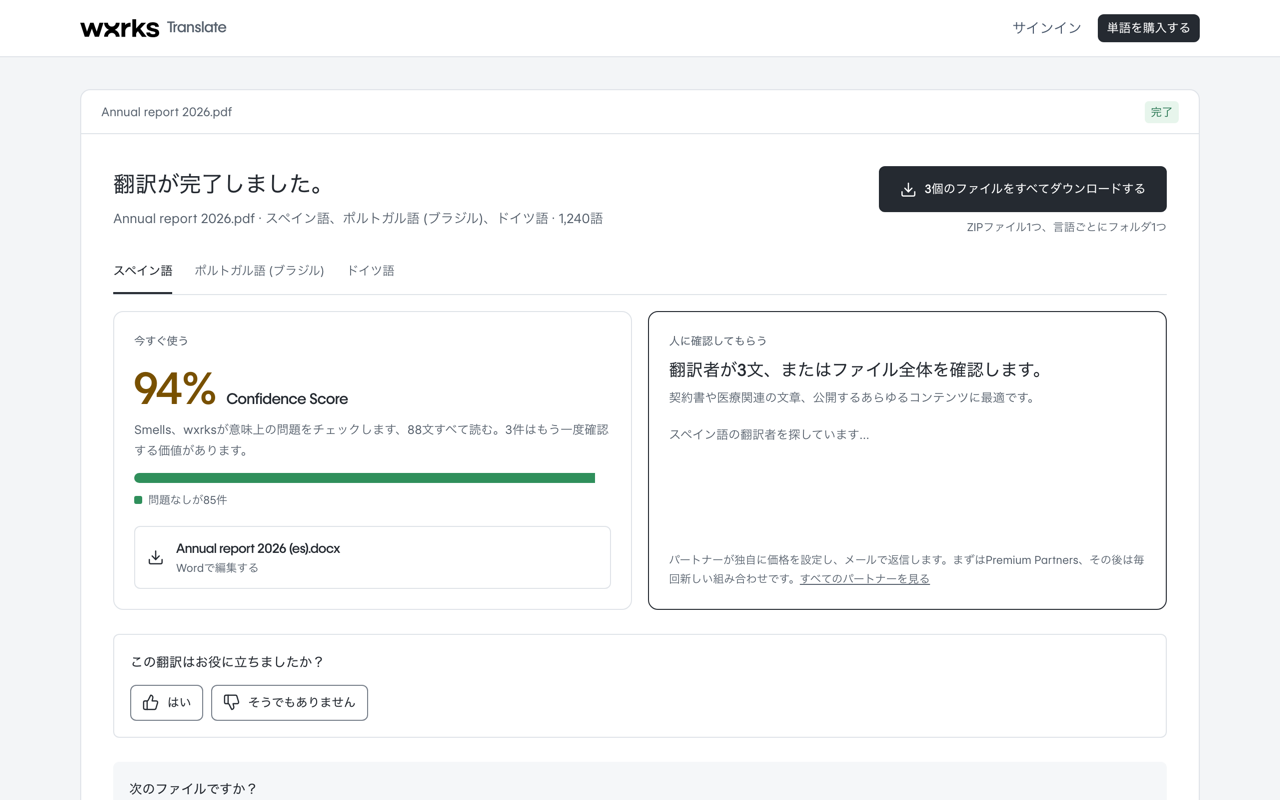 wxrks Translate
サインイン
単語を購入する
Annual report 2026.pdf
完了
翻訳が完了しました。
Annual report 2026.pdf · スペイン語、ポルトガル語 (ブラジル)、ドイツ語 · 1,240語
3個のファイルをすべてダウンロードする
ZIPファイル1つ、言語ごとにフォルダ1つ
スペイン語
ポルトガル語 (ブラジル)
ドイツ語
今すぐ使う
94% Confidence Score
Smells、wxrksが意味上の問題をチェックします、88文すべて読む。3件はもう一度確認
する価値があります。
問題なしが85件
Annual report 2026 (es).docx
Wordで編集する
人に確認してもらう
翻訳者が3文、またはファイル全体を確認します。
契約書や医療関連の文章、公開するあらゆるコンテンツに最適です。
スペイン語の翻訳者を探しています...
パートナーが独自に価格を設定し、メールで返信します。まずはPremium Partners、その後は毎
回新しい組み合わせです。すべてのパートナーを見る
この翻訳はお役に立ちましたか？
はい
そうでもありません
次のファイルですか？